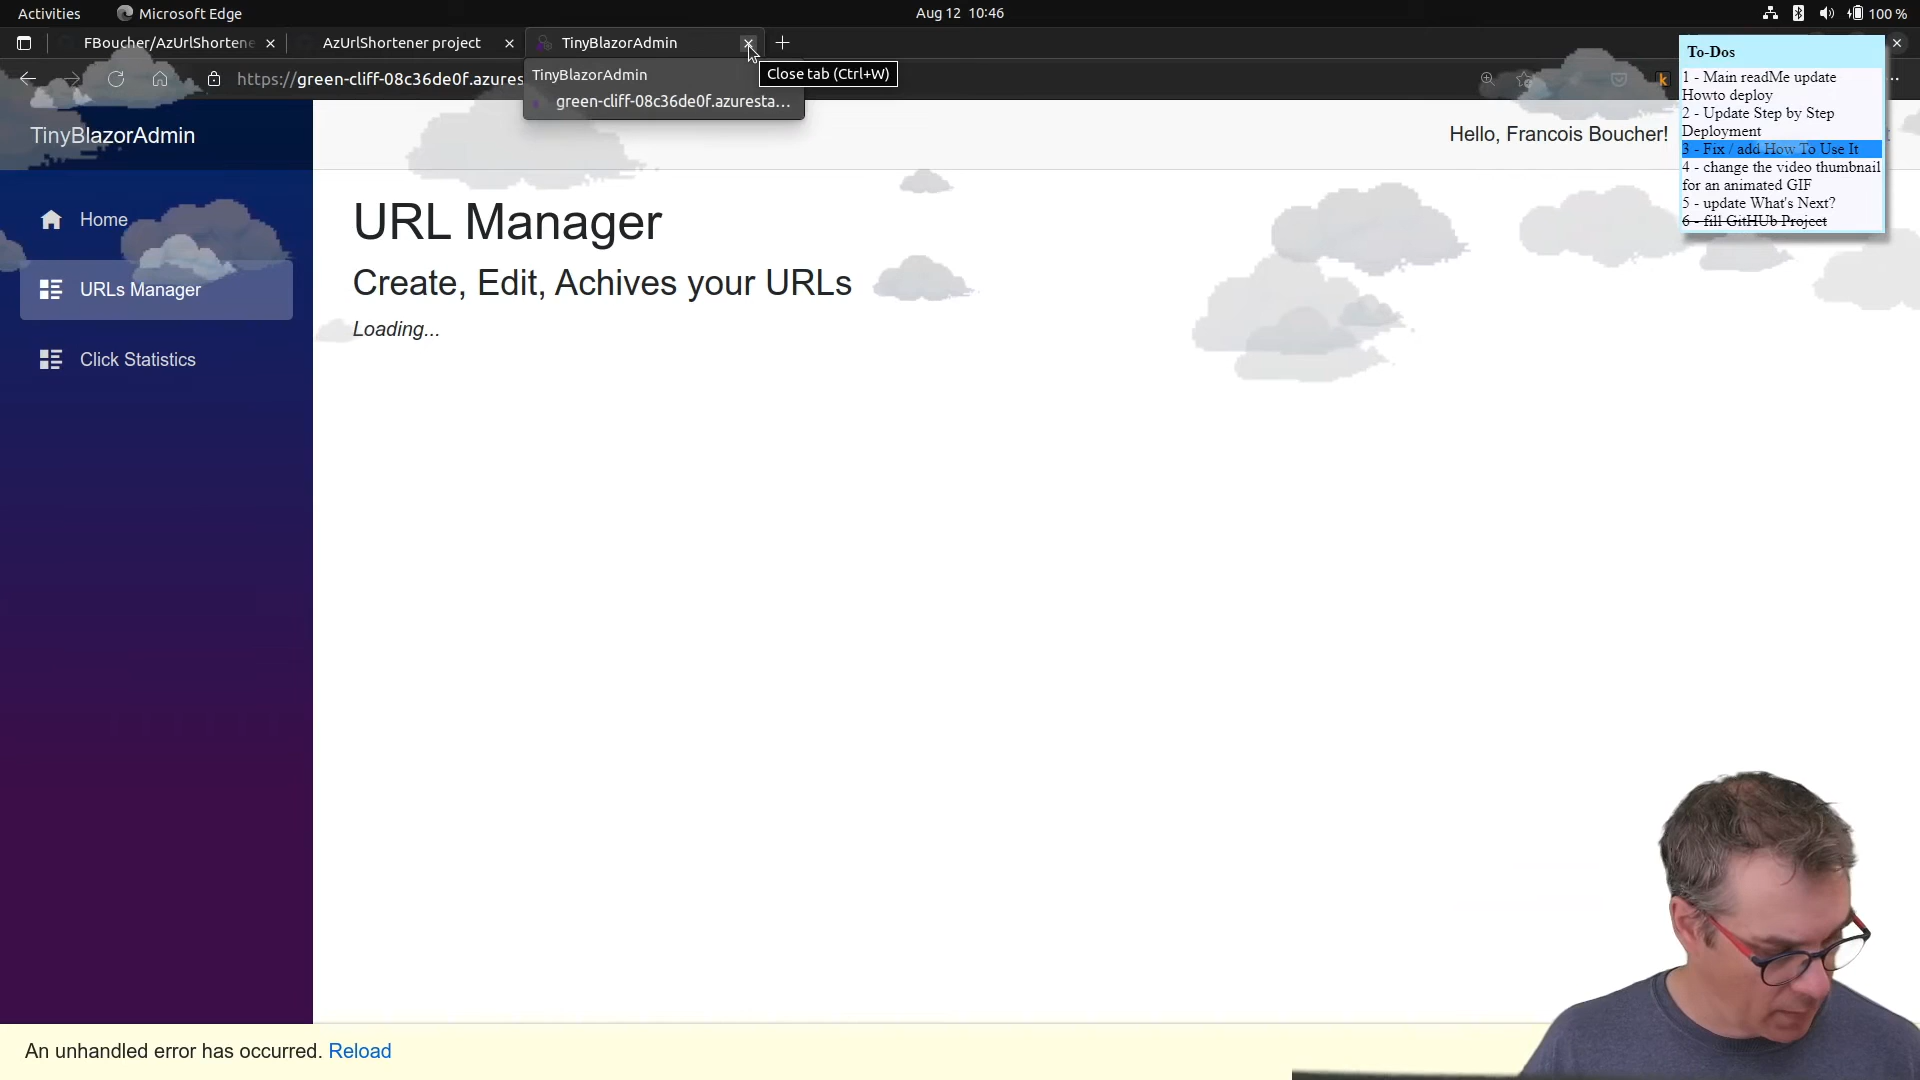 Activities
Microsoft Edge
Aug 12 10:46
100 %
FBoucher/AzUrlShortene
AzUrlShortener project
TinyBlazorAdmin
https://green-cliff-08c36de0f.azures
TinyBlazorAdmin
green-cliff-08c36de0f.azuresta...
Close tab (Ctrl+W)
To-Dos
1 - Main readMe update
Howto deploy
2 - Update Step by Step
Deployment
3 - Fix / add How To Use It
4 - change the video thumbnail
for an animated GIF
5 - update What's Next?
6 - fill GitHUb Project
TinyBlazorAdmin
Hello, Francois Boucher!
Home
URLs Manager
Click Statistics
URL Manager
Create, Edit, Achives your URLs
Loading...
An unhandled error has occurred. Reload